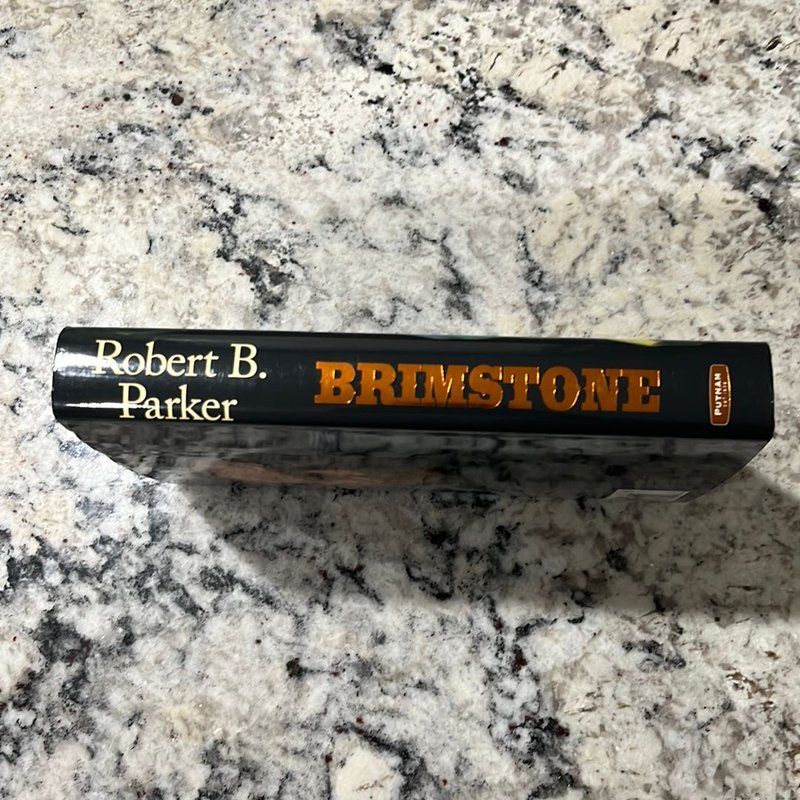 Robert B.
Parker
BRIMSTONE
PUTNAM